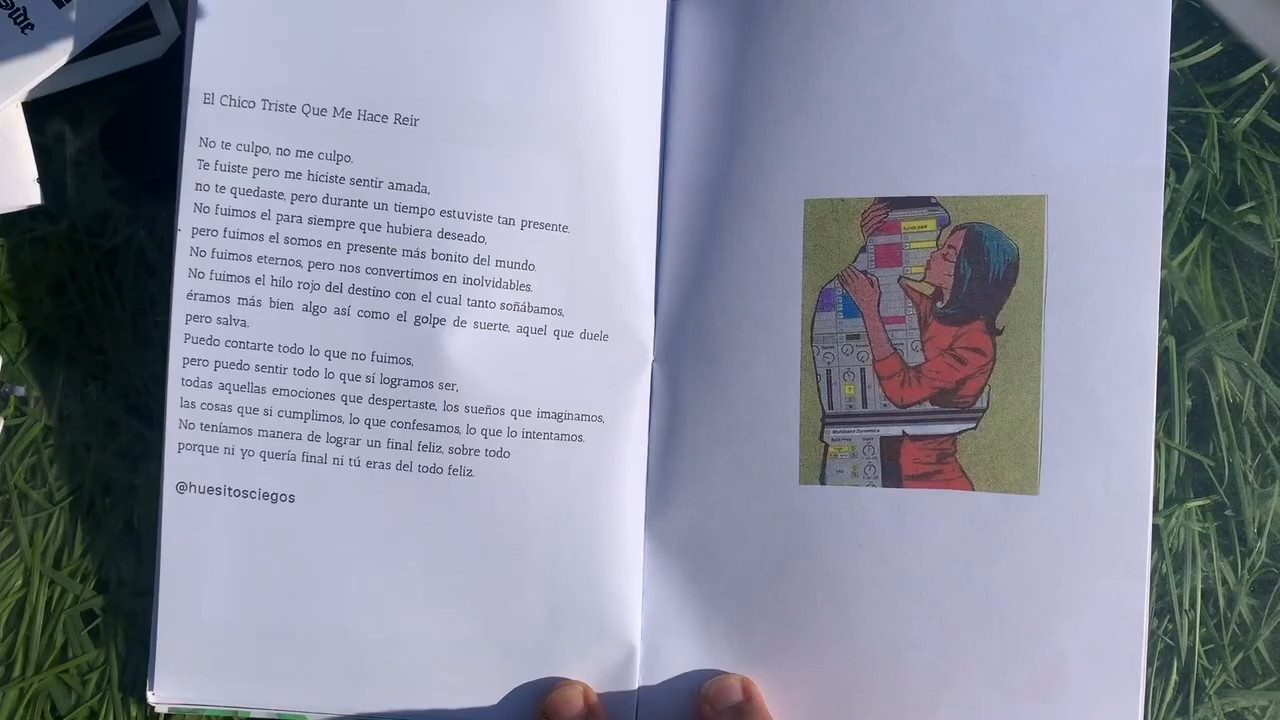 side
El Chico Triste Que Me Hace Reir
No te culpo, no me culpo.
Te fuiste pero me hiciste sentir amada,
no te quedaste, pero durante un tiempo estuviste tan presente.
No fuimos el para siempre que hubiera deseado,
pero fuimos el somos en presente más bonito del mundo.
No fuimos eternos, pero nos convertimos en inolvidables.
No fuimos el hilo rojo del destino con el cual tanto soñábamos,
éramos más bien algo así como el golpe de suerte, aquel que duele
pero salva.
Puedo contarte todo lo que no fuimos,
pero puedo sentir todo lo que sí logramos ser,
todas aquellas emociones que despertaste, los sueños que imaginamos,
las cosas que si cumplimos, lo que confesamos, lo que lo intentamos.
No teníamos manera de lograr un final feliz, sobre todo
porque ni yo quería final ni tú eras del todo feliz.
@huesitosciegos
Multiband Dynamics